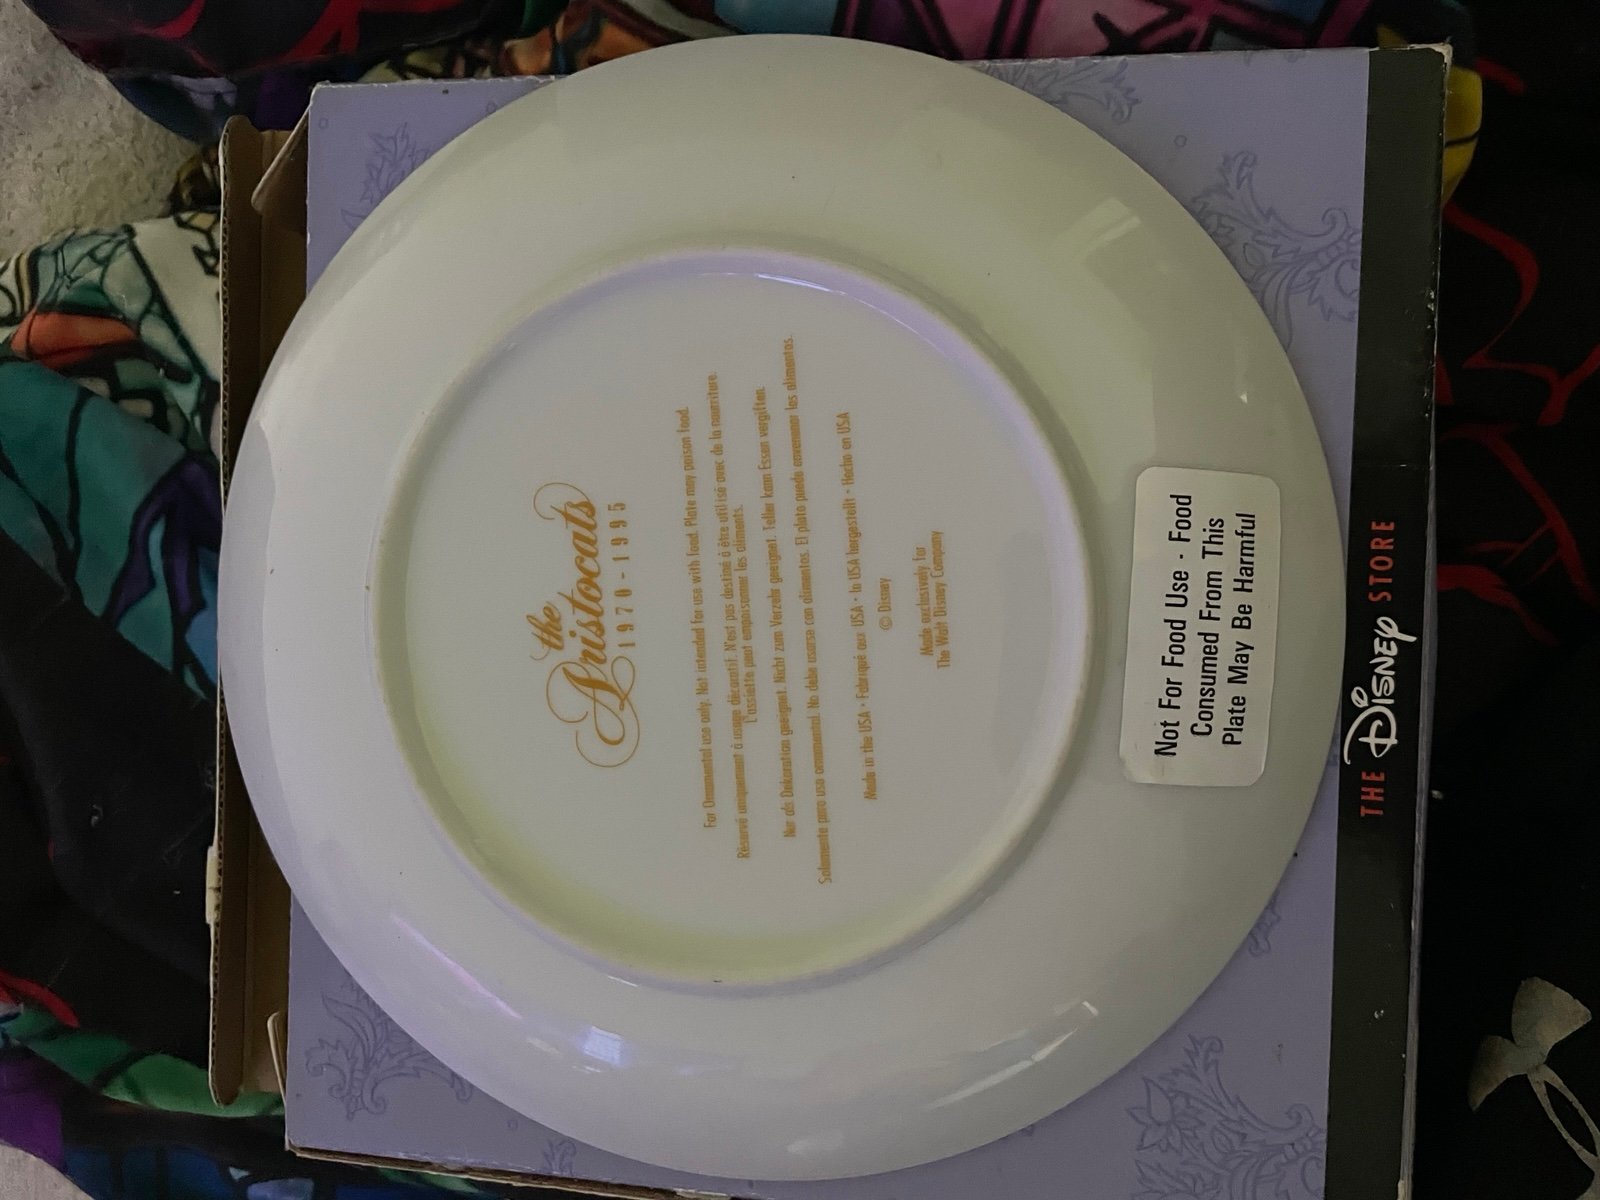 the
Aristocats
1970-1995
For Ornamental use only. Not intended for use with food. Plate may poison food.
Réservé uniquement à usage décoratif. N'est pas destiné à être utilisé avec de la nourriture.
L'assiette peut empoisonner les aliments.
Nur als Dekoration geeignet. Nicht zum Verzehr geeignet. Teller kann Essen vergiften.
Solamente para uso ornamental. No debe usarse con alimentos. El plato puede envenenar los alimentos.
Made in the USA • Fabriqué aux USA • In USA hergestellt • Hecho en USA
© Disney
Made exclusively for
The Walt Disney Company
Not For Food Use - Food
Consumed From This
Plate May Be Harmful
THE DISNEY STORE